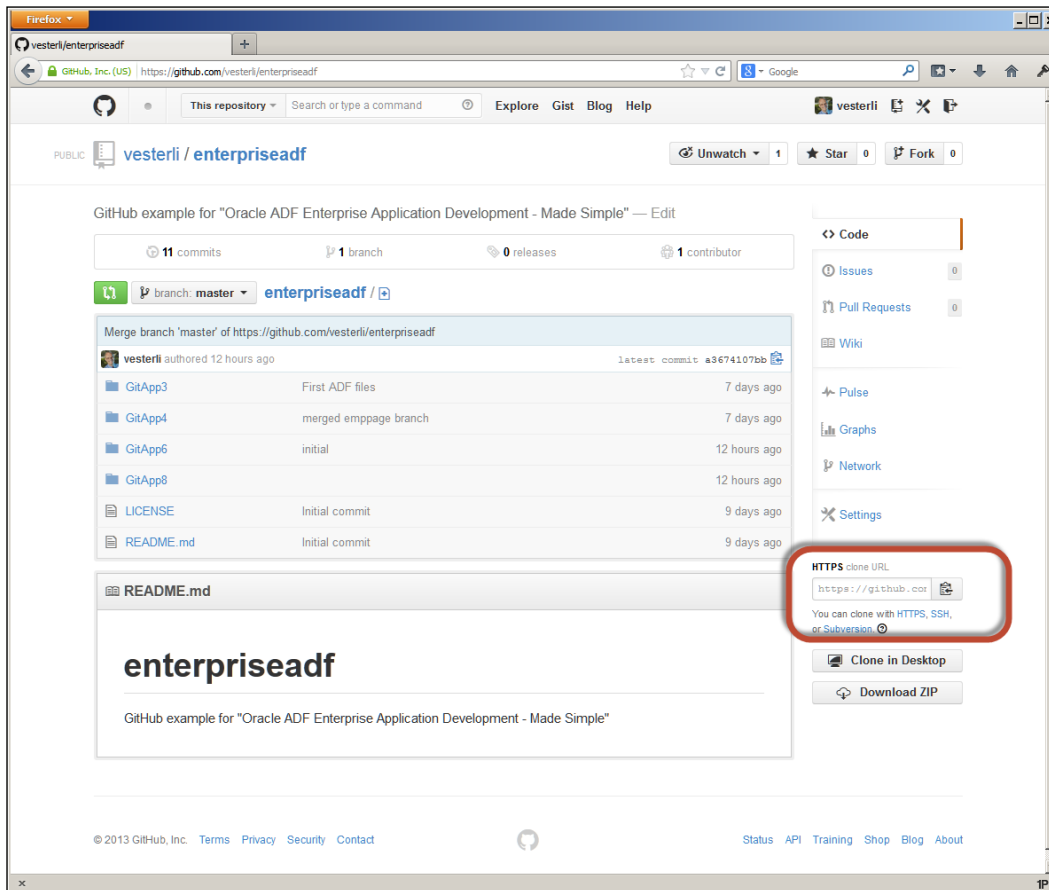 Firefox
vesterli/enterpriseadf
GitHub, Inc. (US) https://github.com/vesterli/enterpriseadf Google
This repository Search or type a command Explore Gist Blog Help vesterli
PUBLIC vesterli / enterpriseadf Unwatch 1 Star 0 Fork 0
GitHub example for "Oracle ADF Enterprise Application Development - Made Simple" — Edit
11 commits 1 branch 0 releases 1 contributor
branch: master enterpriseadf /
Merge branch 'master' of https://github.com/vesterli/enterpriseadf
vesterli authored 12 hours ago latest commit a3674107bb
GitApp3 First ADF files 7 days ago
GitApp4 merged emppage branch 7 days ago
GitApp6 initial 12 hours ago
GitApp8 12 hours ago
LICENSE Initial commit 9 days ago
README.md Initial commit 9 days ago
README.md
enterpriseadf
GitHub example for "Oracle ADF Enterprise Application Development - Made Simple"
Code
Issues 0
Pull Requests 0
Wiki
Pulse
Graphs
Network
Settings
HTTPS clone URL
https://github.cor
You can clone with HTTPS, SSH,
or Subversion.
Clone in Desktop
Download ZIP
© 2013 GitHub, Inc. Terms Privacy Security Contact Status API Training Shop Blog About
× 1P